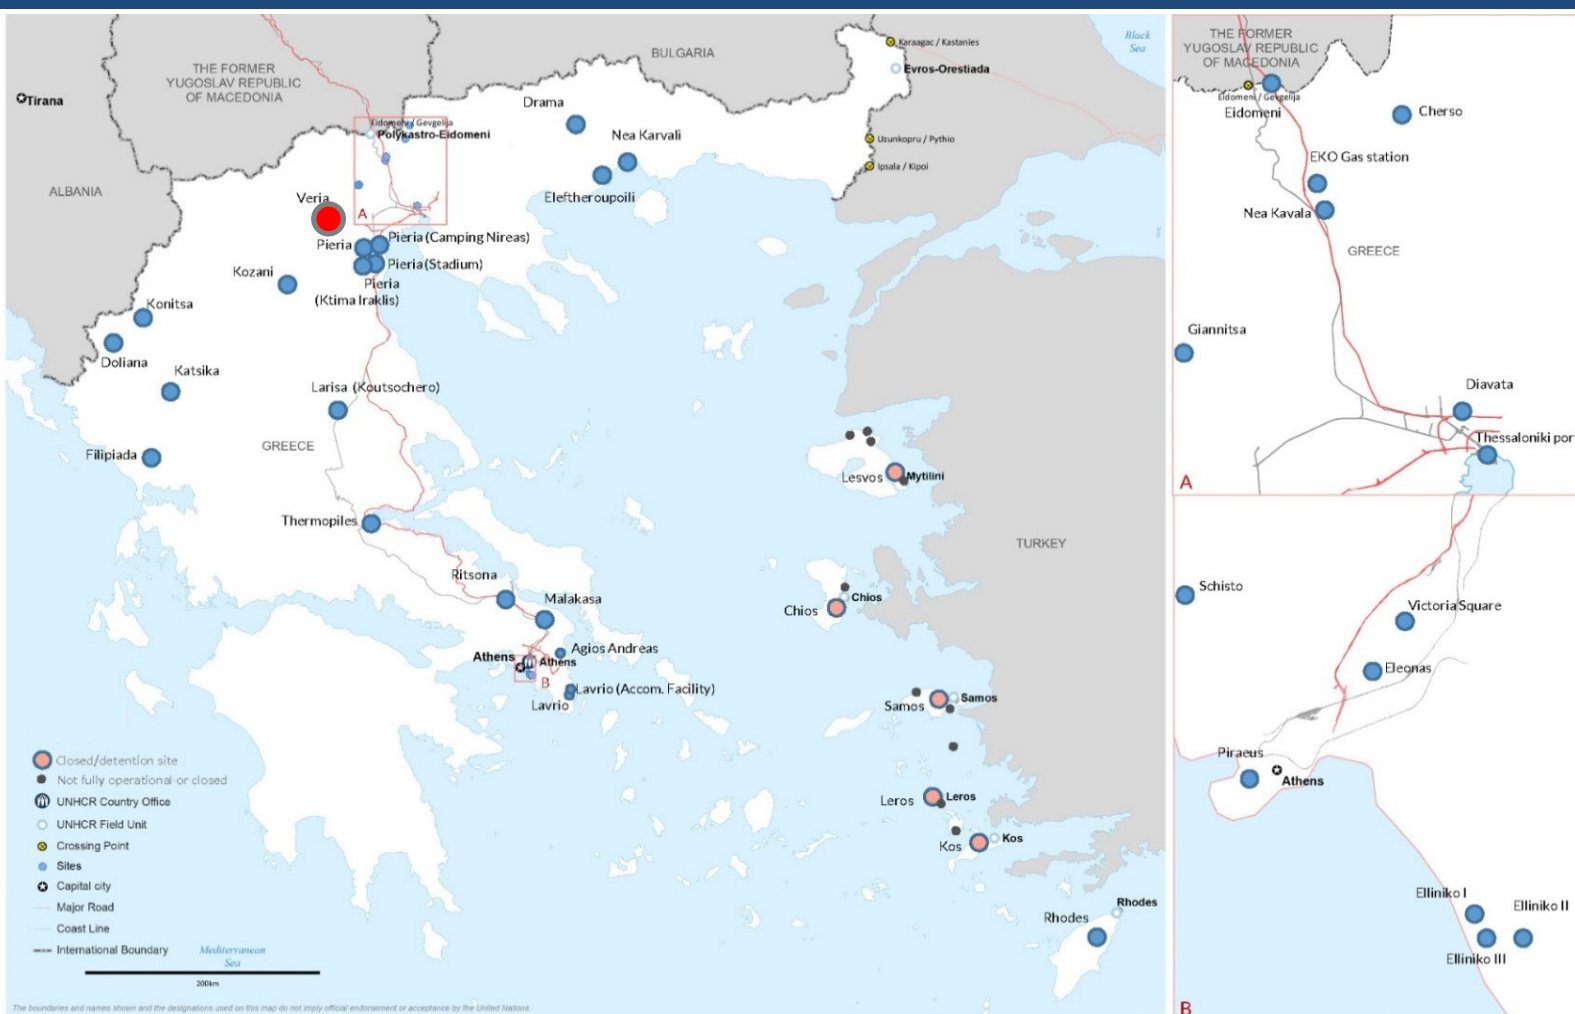 THE FORMER
YUGOSLAV REPUBLIC
OF MACEDONIA
BULGARIA
Black
Sea
Karaagac / Kastanies
Evros-Orestiada
Tirana
Drama
Eidomeni / Gevgelija
Polykastro-Eidomeni
Nea Karvali
Uzunkopru / Pythio
Ipsala / Kipoi
ALBANIA
Veria
Eleftheroupoili
A
Pieria
Pieria (Camping Nireas)
Pieria (Stadium)
Kozani
Pieria
(Ktima Iraklis)
Konitsa
Doliana
Katsika
Larisa (Koutsochero)
GREECE
Filipiada
Lesvos
Mytilini
Thermopiles
TURKEY
Ritsona
Malakasa
Chios
Chios
Agios Andreas
Athens
Athens
B
Lavrio (Accom. Facility)
Lavrio
Samos
Samos
Leros
Leros
Kos
Kos
Rhodes
Rhodes
Closed/detention site
Not fully operational or closed
UNHCR Country Office
UNHCR Field Unit
Crossing Point
Sites
Capital city
Major Road
Coast Line
International Boundary
Mediterranean
Sea
200km
The boundaries and names shown and the designations used on this map do not imply official endorsement or acceptance by the United Nations.
THE FORMER
YUGOSLAV REPUBLIC
OF MACEDONIA
Eidomeni / Gevgelija
Eidomeni
Cherso
EKO Gas station
Nea Kavala
GREECE
Giannitsa
Diavata
Thessaloniki por
A
Schisto
Victoria Square
Eleonas
Piraeus
Athens
Elliniko I
Elliniko II
Elliniko III
B